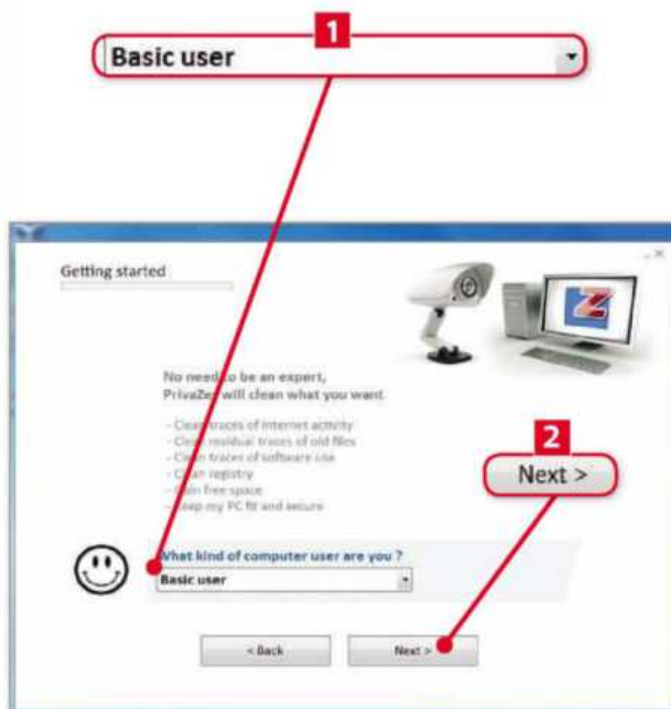 1
Basic user
Getting started
No need to be an expert,
PrivaZer will clean what you want
- Clean traces of internet activity
- Clean residual traces of old files
- Clean traces of software use
- Clean registry
- Gain free space
- Keep my PC fit and secure
2
Next >
What kind of computer user are you ?
Basic user
< Back
Next >
Z